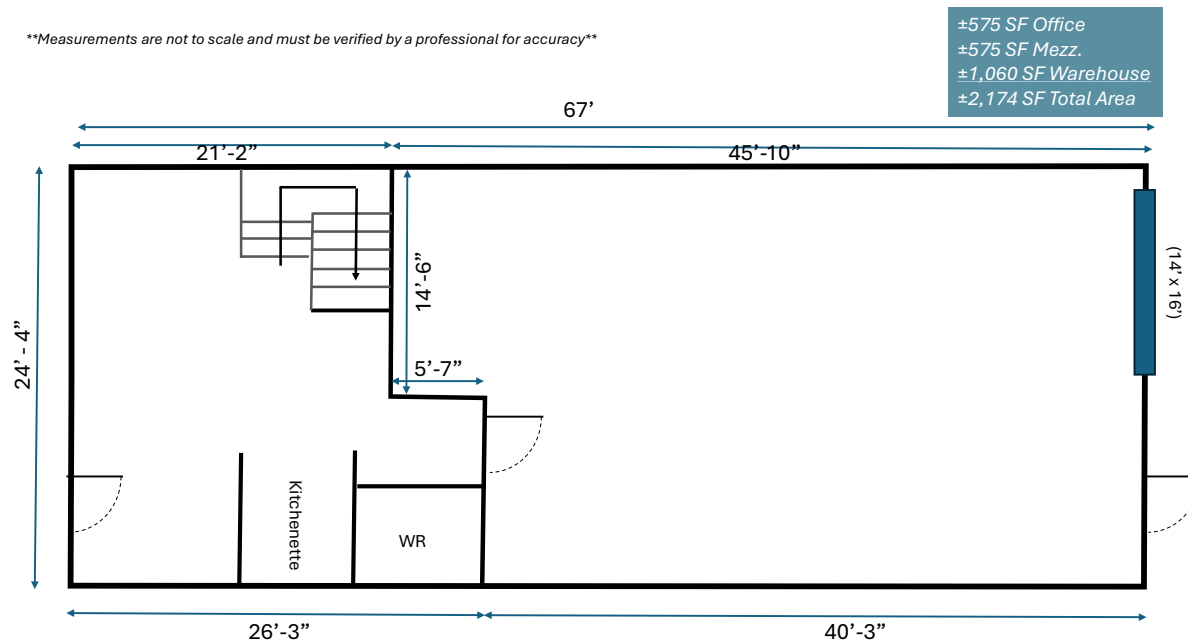 **Measurements are not to scale and must be verified by a professional for accuracy**
±575 SF Office
±575 SF Mezz.
±1,060 SF Warehouse
±2,174 SF Total Area
67’
21’-2”
45’-10”
14’-6”
(14’ x 16’)
24’ - 4”
5’-7”
Kitchenette
WR
26’-3”
40’-3”